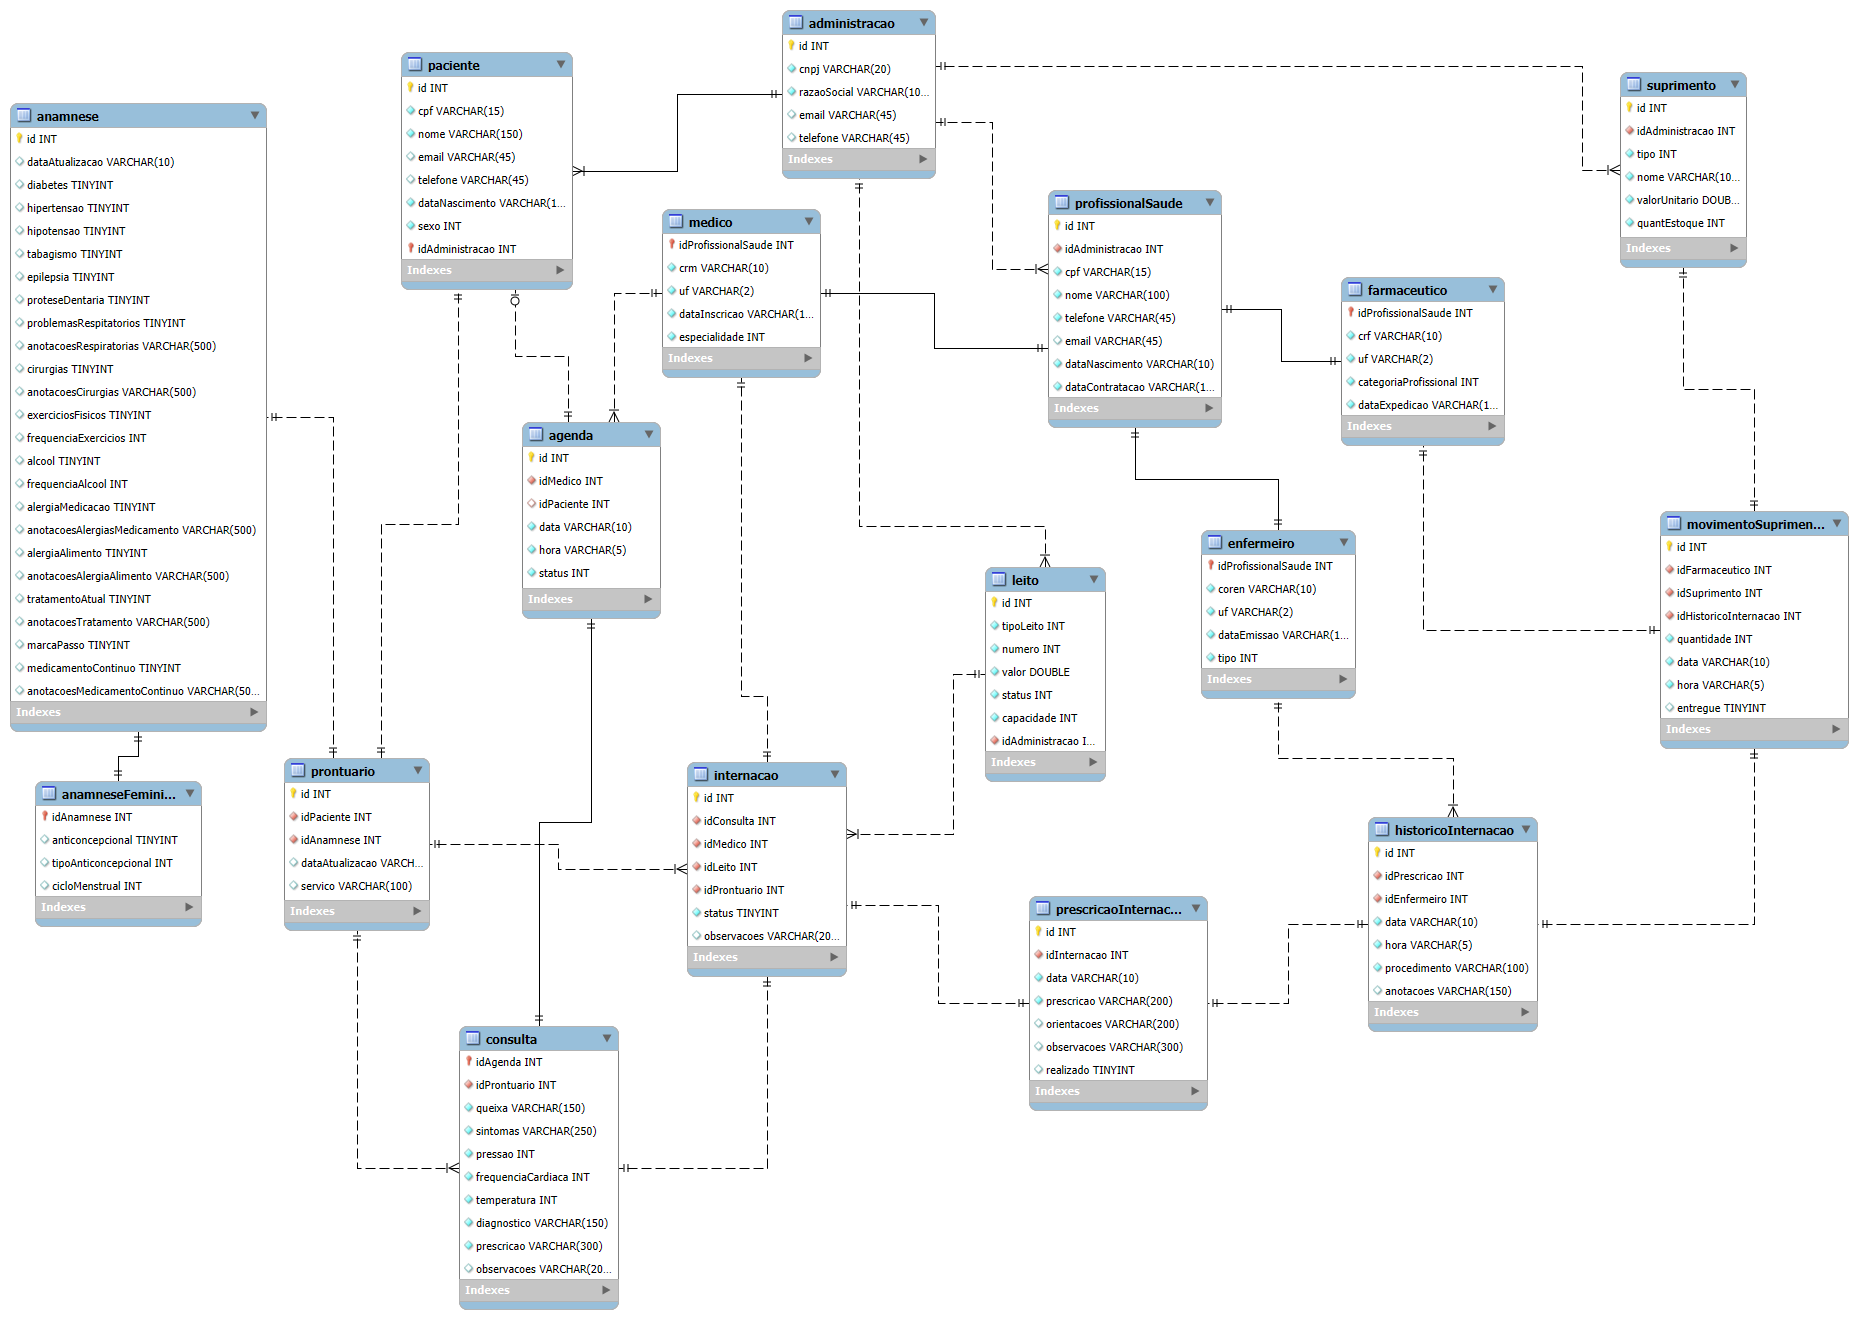 administracao
id INT
cnpj VARCHAR(20)
razaoSocial VARCHAR(10...
email VARCHAR(45)
telefone VARCHAR(45)
Indexes
paciente
id INT
cpf VARCHAR(15)
nome VARCHAR(150)
email VARCHAR(45)
telefone VARCHAR(45)
dataNascimento VARCHAR(1...
sexo INT
idAdministracao INT
Indexes
suprimento
id INT
idAdministracao INT
tipo INT
nome VARCHAR(10...
valorUnitario DOUB...
quantEstoque INT
Indexes
anamnese
id INT
dataAtualizacao VARCHAR(10)
diabetes TINYINT
hipertensao TINYINT
hipotensao TINYINT
tabagismo TINYINT
epilepsia TINYINT
proteseDentaria TINYINT
problemasRespitatorios TINYINT
anotacoesRespiratorias VARCHAR(500)
cirurgias TINYINT
anotacoesCirurgias VARCHAR(500)
exerciciosFisicos TINYINT
frequenciaExercicios INT
alcool TINYINT
frequenciaAlcool INT
alergiaMedicacao TINYINT
anotacoesAlergiasMedicamento VARCHAR(500)
alergiaAlimento TINYINT
anotacoesAlergiaAlimento VARCHAR(500)
tratamentoAtual TINYINT
anotacoesTratamento VARCHAR(500)
marcaPasso TINYINT
medicamentoContinuo TINYINT
anotacoesMedicamentoContinuo VARCHAR(50...
Indexes
profissionalSaude
id INT
idAdministracao INT
cpf VARCHAR(15)
nome VARCHAR(100)
telefone VARCHAR(45)
email VARCHAR(45)
dataNascimento VARCHAR(10)
dataContratacao VARCHAR(1...
Indexes
medico
idProfissionalSaude INT
crm VARCHAR(10)
uf VARCHAR(2)
dataInscricao VARCHAR(1...
especialidade INT
Indexes
farmaceutico
idProfissionalSaude INT
crf VARCHAR(10)
uf VARCHAR(2)
categoriaProfissional INT
dataExpedicao VARCHAR(1...
Indexes
agenda
id INT
idMedico INT
idPaciente INT
data VARCHAR(10)
hora VARCHAR(5)
status INT
Indexes
movimentoSuprimen...
id INT
idFarmaceutico INT
idSuprimento INT
idHistoricoInternacao INT
quantidade INT
data VARCHAR(10)
hora VARCHAR(5)
entregue TINYINT
Indexes
enfermeiro
idProfissionalSaude INT
coren VARCHAR(10)
uf VARCHAR(2)
dataEmissao VARCHAR(1...
tipo INT
Indexes
leito
id INT
tipoLeito INT
numero INT
valor DOUBLE
status INT
capacidade INT
idAdministracao I...
Indexes
prontuario
id INT
idPaciente INT
idAnamnese INT
dataAtualizacao VARCH...
servico VARCHAR(100)
Indexes
internacao
id INT
idConsulta INT
idMedico INT
idLeito INT
idProntuario INT
status TINYINT
observacoes VARCHAR(20...
Indexes
anamneseFemini...
idAnamnese INT
anticoncepcional TINYINT
tipoAnticoncepcional INT
cicloMenstrual INT
Indexes
historicoInternacao
id INT
idPrescricao INT
idEnfermeiro INT
data VARCHAR(10)
hora VARCHAR(5)
procedimento VARCHAR(100)
anotacoes VARCHAR(150)
Indexes
prescricaoInternac...
id INT
idInternacao INT
data VARCHAR(10)
prescricao VARCHAR(200)
orientacoes VARCHAR(200)
observacoes VARCHAR(300)
realizado TINYINT
Indexes
consulta
idAgenda INT
idProntuario INT
queixa VARCHAR(150)
sintomas VARCHAR(250)
pressao INT
frequenciaCardiaca INT
temperatura INT
diagnostico VARCHAR(150)
prescricao VARCHAR(300)
observacoes VARCHAR(20...
Indexes